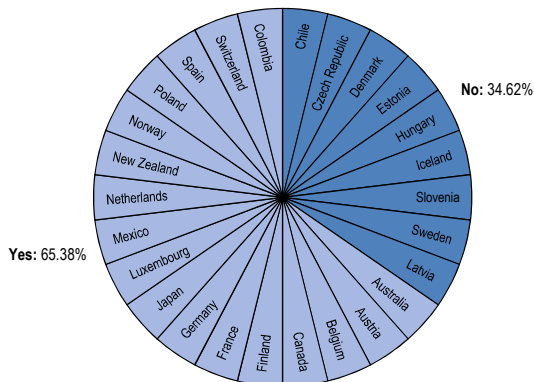 Chile
Czech Republic
Denmark
Estonia
Hungary
Iceland
Slovenia
Sweden
Latvia
Australia
Austria
Belgium
Canada
Finland
France
Germany
Japan
Luxembourg
Mexico
Netherlands
New Zealand
Norway
Poland
Spain
Switzerland
Colombia
No: 34.62%
Yes: 65.38%